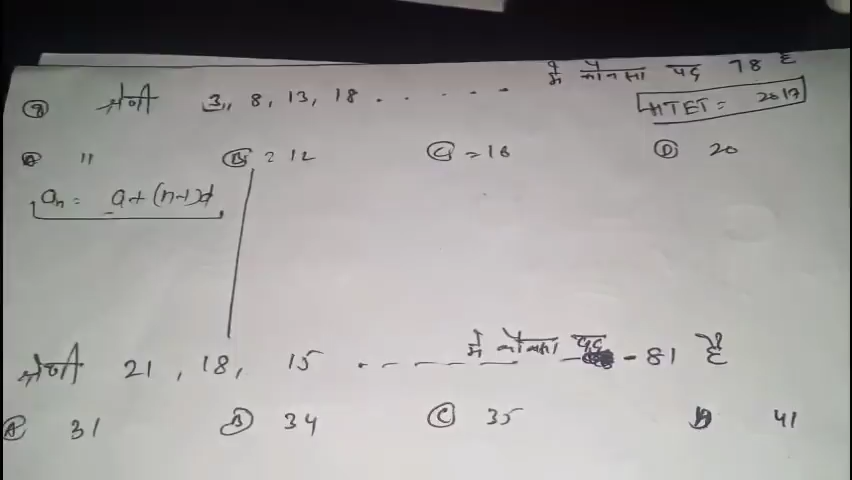 Ⓠ श्रेणी 3, 8, 13, 18 . . . . . . में कौनसा पद 78 है
HTET = 2017
Ⓐ 11 Ⓑ = 12 Ⓒ = 16 Ⓓ 20
an = a + (n-1)d
श्रेणी 21, 18, 15 . - - - - में कौनसा पद - 81 है
Ⓐ 31 Ⓑ 34 Ⓒ 35 Ⓓ 41